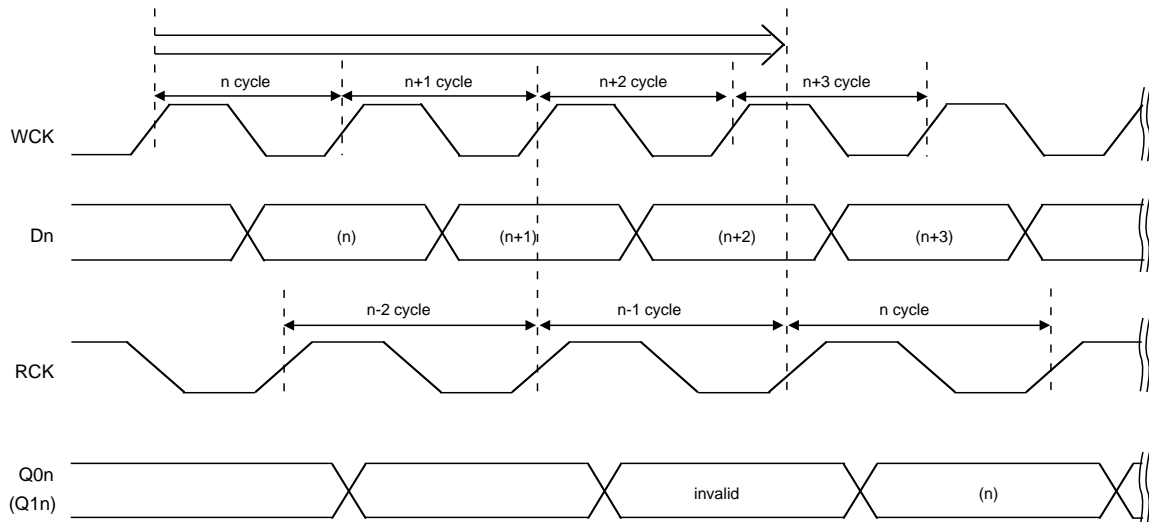 n cycle n+1 cycle n+2 cycle n+3 cycle
WCK
Dn (n) (n+1) (n+2) (n+3)
n-2 cycle n-1 cycle n cycle
RCK
Q0n
(Q1n)
invalid (n)